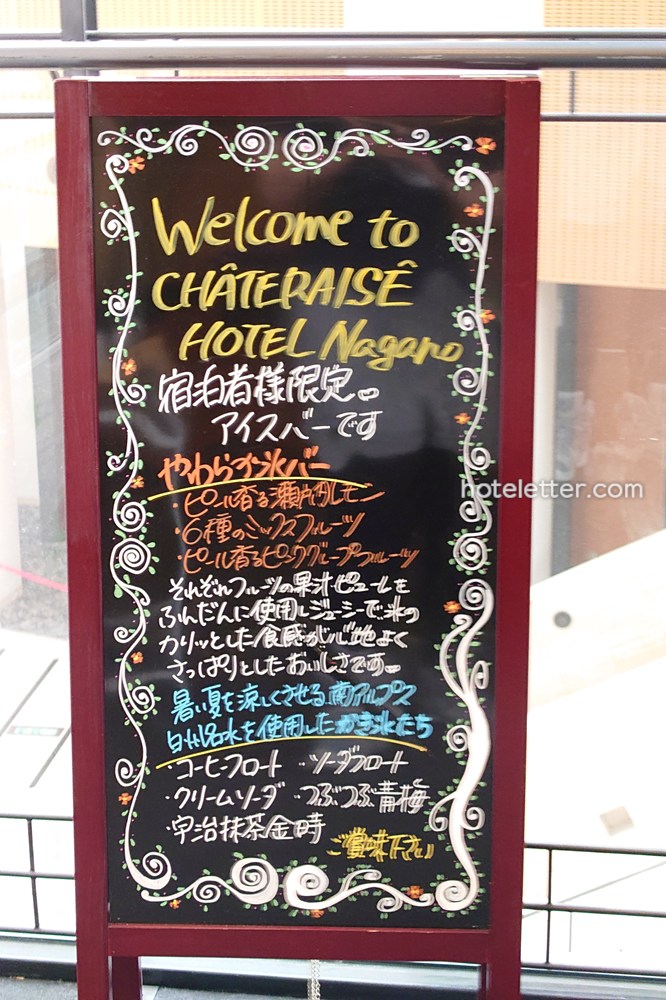 Welcome to
CHÂTERAISÊ
HOTEL Nagano
宿泊者様限定。
アイスバーです
やわらか氷バー
・ピール香る瀬戸内レモン
・6種のミックスフルーツ
・ピール香るピンクグレープフルーツ
それぞれフルーツの果汁ピューレを
ふんだんに使用しジューシーで氷の
カリッとした食感が心地よく
さっぱりとしたおいしさです。
暑い夏を涼しくさせる南アルプス
白州名水を使用したかき氷たち
・コーヒーフロート ・ソーダフロート
・クリームソーダ ・つぶつぶ青梅
・宇治抹茶金時
ご賞味下さい
hoteletter.com